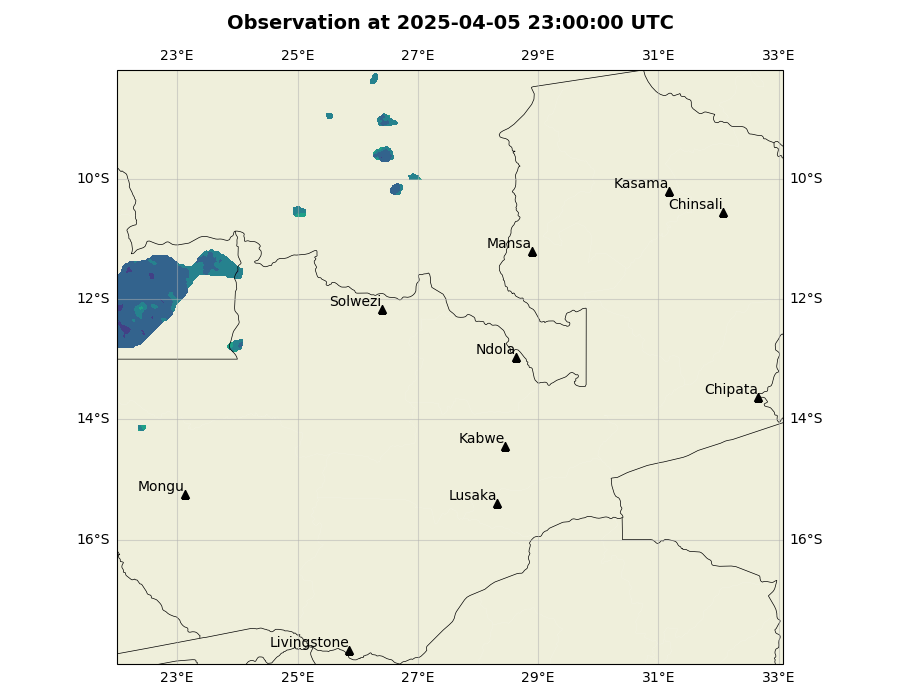 Observation at 2025-04-05 23:00:00 UTC
23°E 25°E 27°E 29°E 31°E 33°E
10°S 10°S
Kasama
Chinsali
Mansa
12°S 12°S
Solwezi
Ndola
Chipata
14°S 14°S
Kabwe
Mongu
Lusaka
16°S 16°S
Livingstone
23°E 25°E 27°E 29°E 31°E 33°E